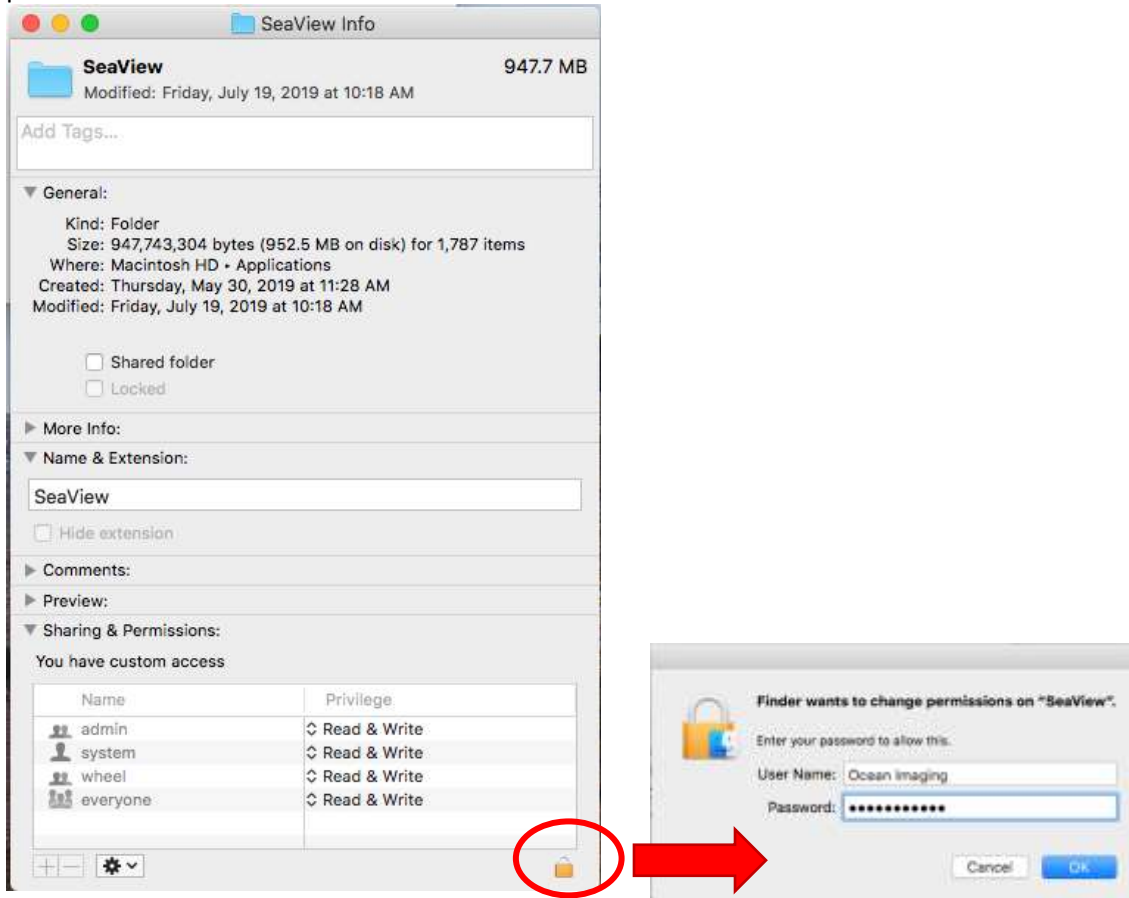 SeaView Info
SeaView 947.7 MB
Modified: Friday, July 19, 2019 at 10:18 AM
Add Tags...
General:
Kind: Folder
Size: 947,743,304 bytes (952.5 MB on disk) for 1,787 items
Where: Macintosh HD • Applications
Created: Thursday, May 30, 2019 at 11:28 AM
Modified: Friday, July 19, 2019 at 10:18 AM
Shared folder
Locked
More Info:
Name & Extension:
SeaView
Hide extension
Comments:
Preview:
Sharing & Permissions:
You have custom access
Name Privilege
admin Read & Write
system Read & Write
wheel Read & Write
everyone Read & Write
Finder wants to change permissions on "SeaView".
Enter your password to allow this.
User Name: Ocean Imaging
Password: •••••••••••
Cancel OK